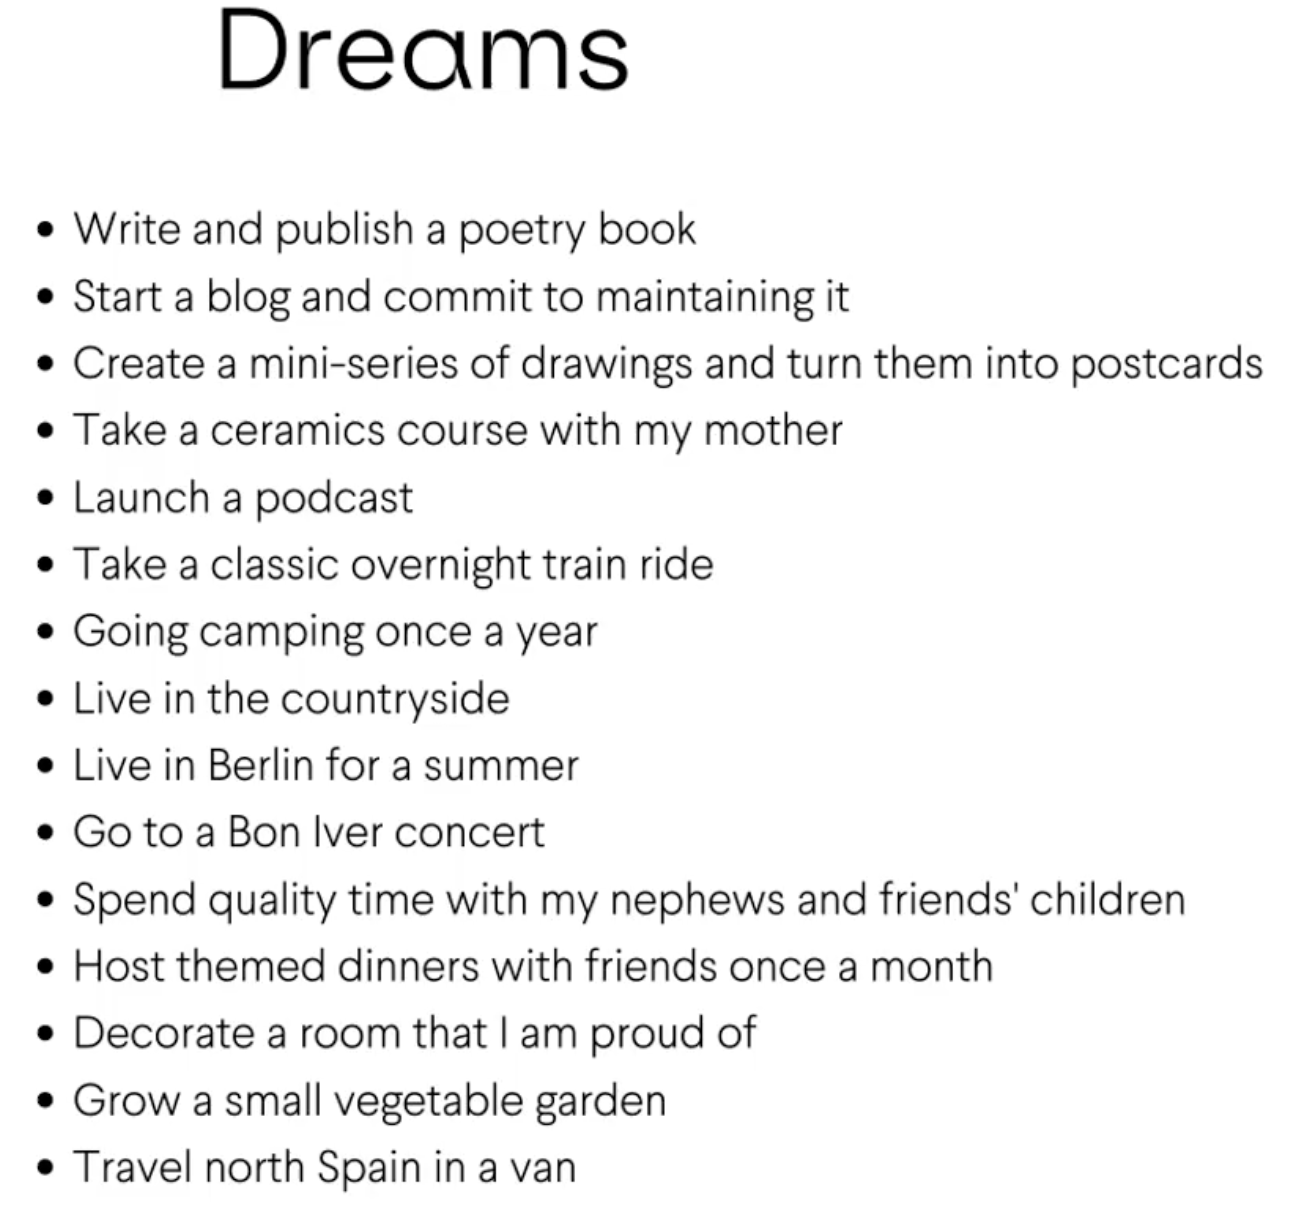 Dreams
• Write and publish a poetry book
• Start a blog and commit to maintaining it
• Create a mini-series of drawings and turn them into postcards
• Take a ceramics course with my mother
• Launch a podcast
• Take a classic overnight train ride
• Going camping once a year
• Live in the countryside
• Live in Berlin for a summer
• Go to a Bon Iver concert
• Spend quality time with my nephews and friends' children
• Host themed dinners with friends once a month
• Decorate a room that I am proud of
• Grow a small vegetable garden
• Travel north Spain in a van